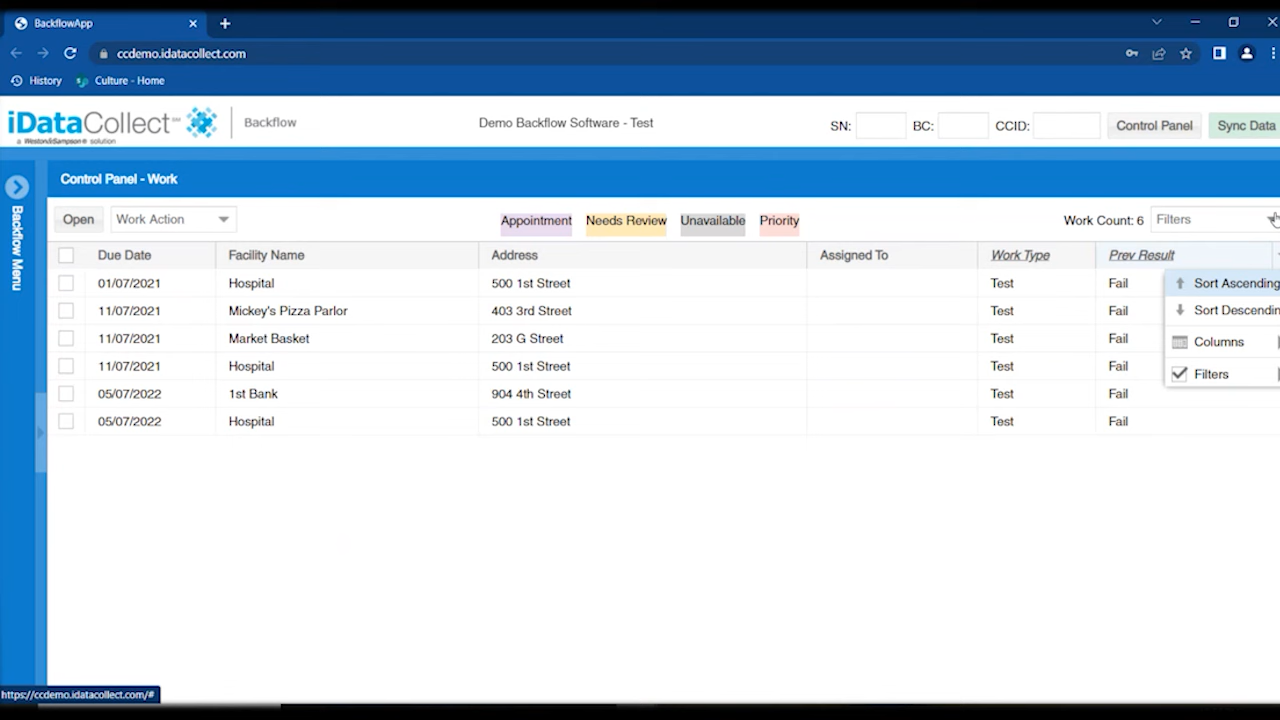 BackflowApp
ccdemo.idatacollect.com
History Culture - Home
iDataCollect℠ Backflow
a Weston&Sampson® solution
Demo Backflow Software - Test
SN: BC: CCID: Control Panel Sync Data
Backflow Menu
Control Panel - Work
Open Work Action Appointment Needs Review Unavailable Priority Work Count: 6 Filters
Due Date Facility Name Address Assigned To Work Type Prev Result
01/07/2021 Hospital 500 1st Street Test Fail
11/07/2021 Mickey's Pizza Parlor 403 3rd Street Test Fail
11/07/2021 Market Basket 203 G Street Test Fail
11/07/2021 Hospital 500 1st Street Test Fail
05/07/2022 1st Bank 904 4th Street Test Fail
05/07/2022 Hospital 500 1st Street Test Fail
Sort Ascending
Sort Descendin
Columns
Filters
https://ccdemo.idatacollect.com/#